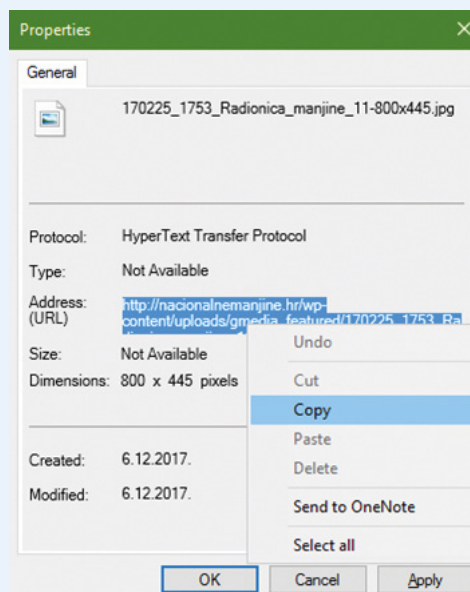 Properties
General
170225_1753_Radionica_manjine_11-800x445.jpg
Protocol: HyperText Transfer Protocol
Type: Not Available
Address: http://nacionalnemanjine.hr/wp-
(URL) content/uploads/gmedia_featured/170225_1753_Ra
Size: Not Available
Dimensions: 800 x 445 pixels
Created: 6.12.2017.
Modified: 6.12.2017.
Undo
Cut
Copy
Paste
Delete
Send to OneNote
Select all
OK Cancel Apply